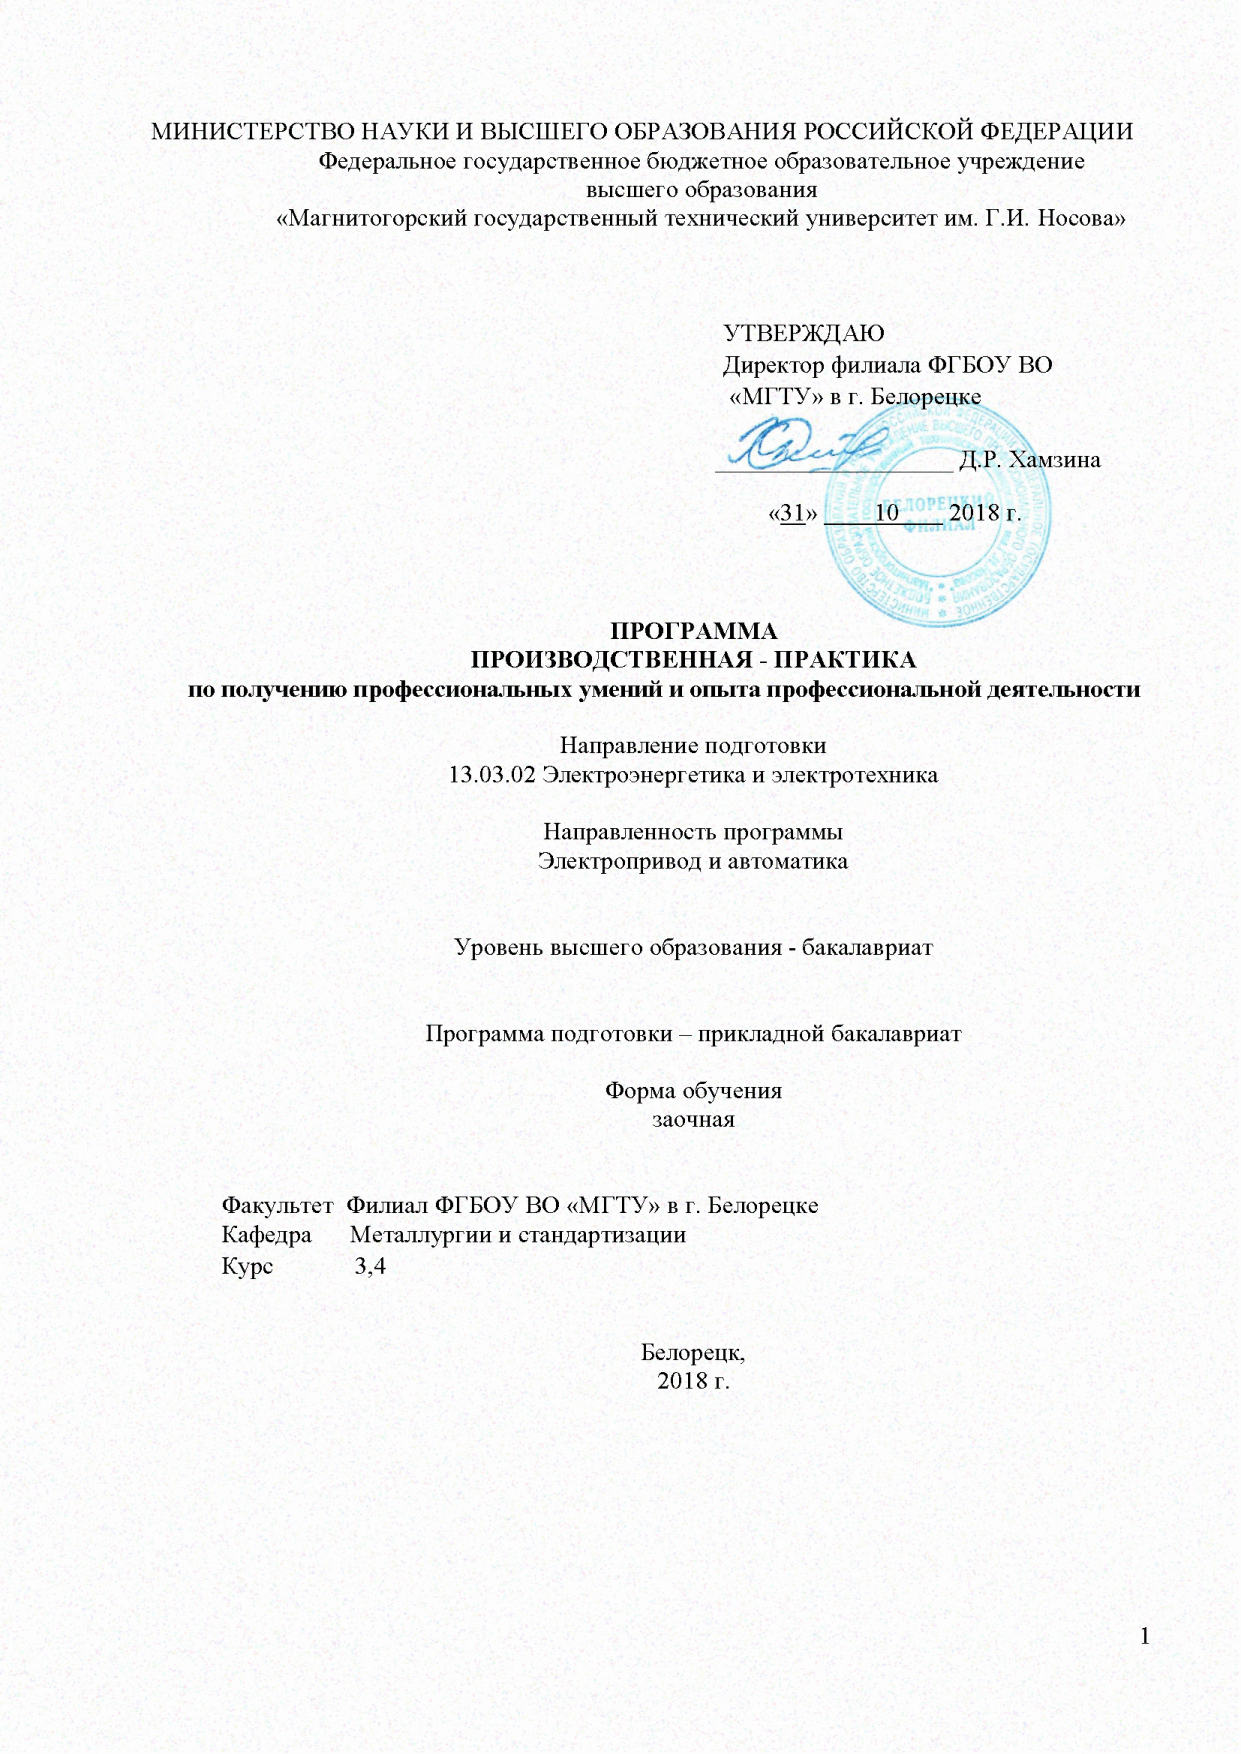 МИНИСТЕРСТВО НАУКИ И ВЫСШЕГО ОБРАЗОВАНИЯ РОССИЙСКОЙ ФЕДЕРАЦИИ
Федеральное государственное бюджетное образовательное учреждение
высшего образования
«Магнитогорский государственный технический университет им. Г.И. Носова»
УТВЕРЖДАЮ
Директор филиала ФГБОУ ВО
«МГТУ» в г. Белорецке
Д.Р. Хамзина
«31» 10 2018 г.
БЕЛОРЕЦКИЙ
ФИЛИАЛ
ПРОГРАММА
ПРОИЗВОДСТВЕННАЯ - ПРАКТИКА
по получению профессиональных умений и опыта профессиональной деятельности
Направление подготовки
13.03.02 Электроэнергетика и электротехника
Направленность программы
Электропривод и автоматика
Уровень высшего образования - бакалавриат
Программа подготовки – прикладной бакалавриат
Форма обучения
заочная
Факультет Филиал ФГБОУ ВО «МГТУ» в г. Белорецке
Кафедра Металлургии и стандартизации
Курс 3,4
Белорецк,
2018 г.
1